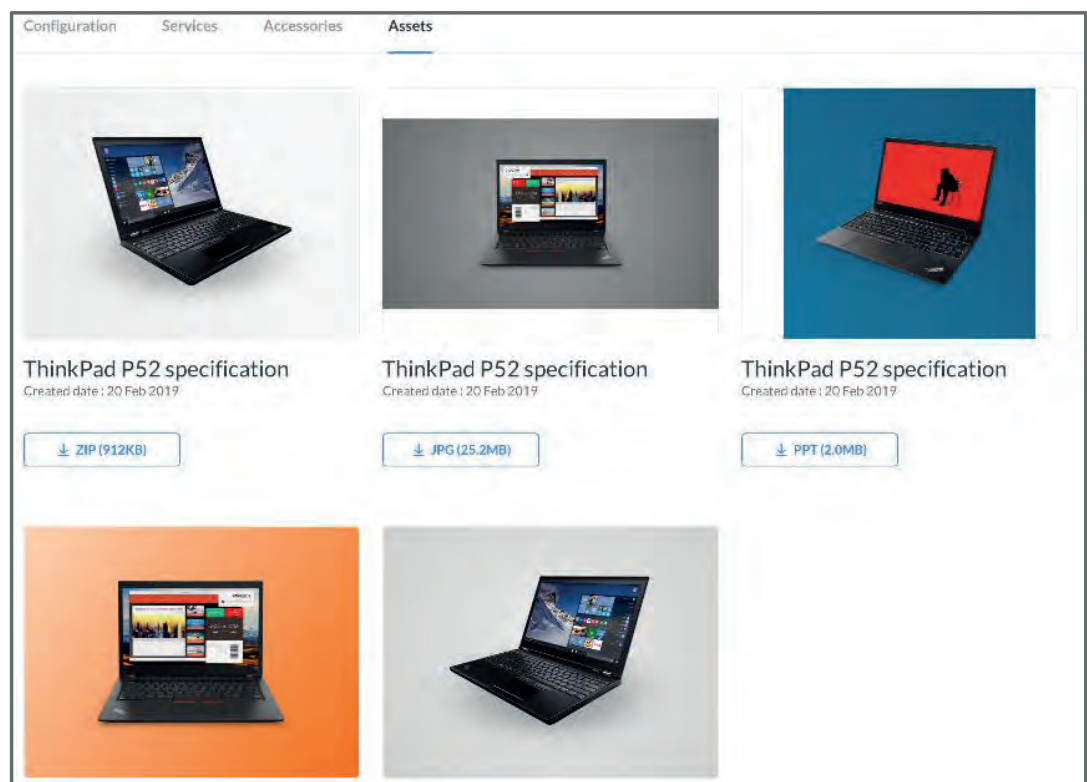 Configuration Services Accessories Assets
ThinkPad P52 specification ThinkPad P52 specification ThinkPad P52 specification
Created date : 20 Feb 2019 Created date : 20 Feb 2019 Created date : 20 Feb 2019
ZIP (912KB) JPG (25.2MB) PPT (2.0MB)